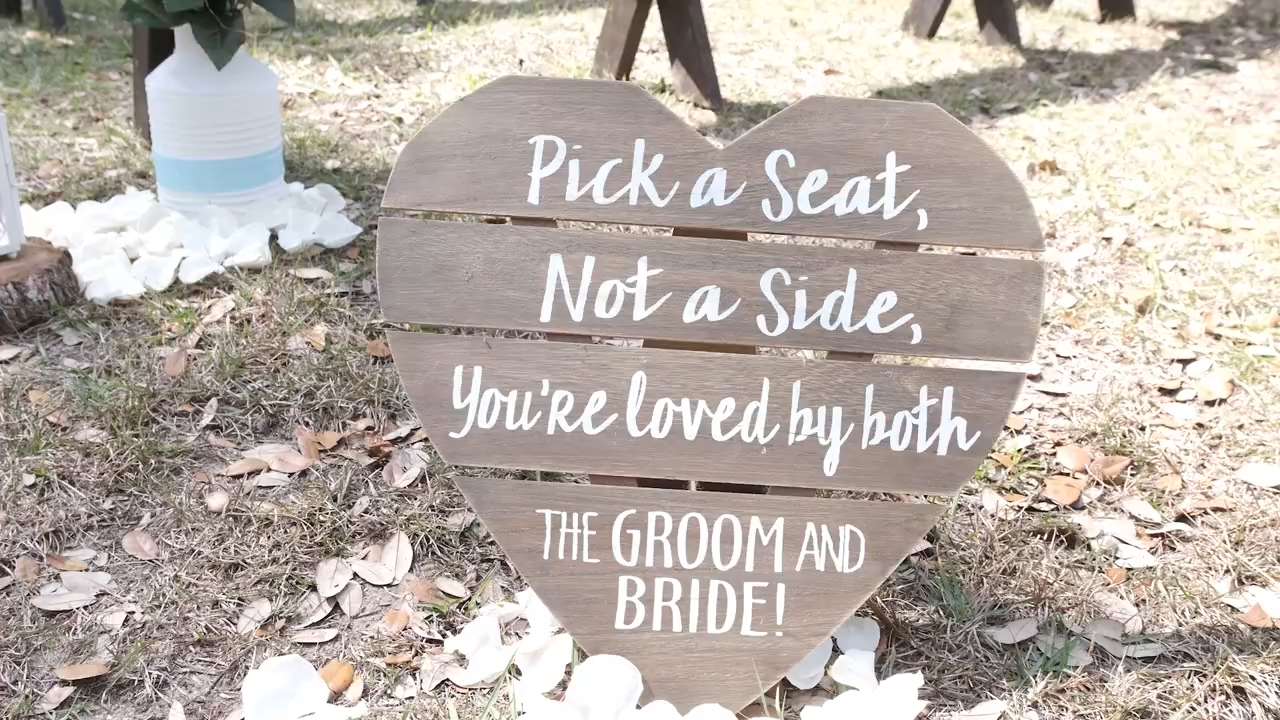 Pick a Seat,
Not a Side,
You're loved by both
THE GROOM AND
BRIDE!